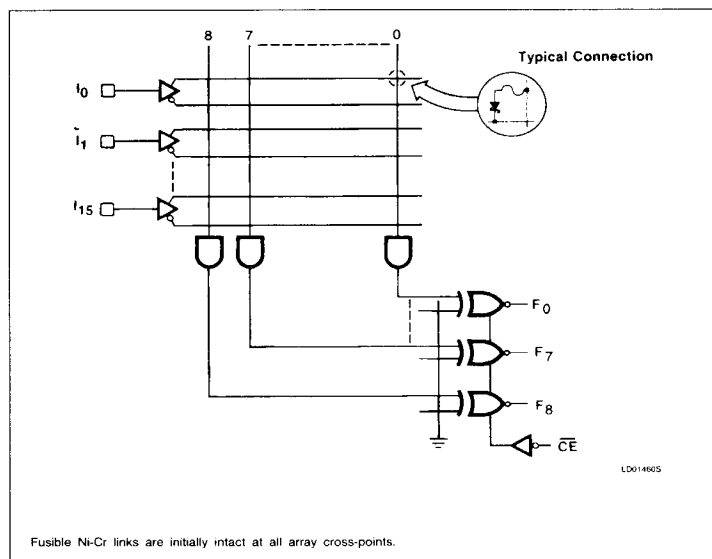 8 7 0
Typical Connection
I0
I1
I15
F0
F7
F8
CE
LD01460S
Fusible Ni-Cr links are initially intact at all array cross-points.